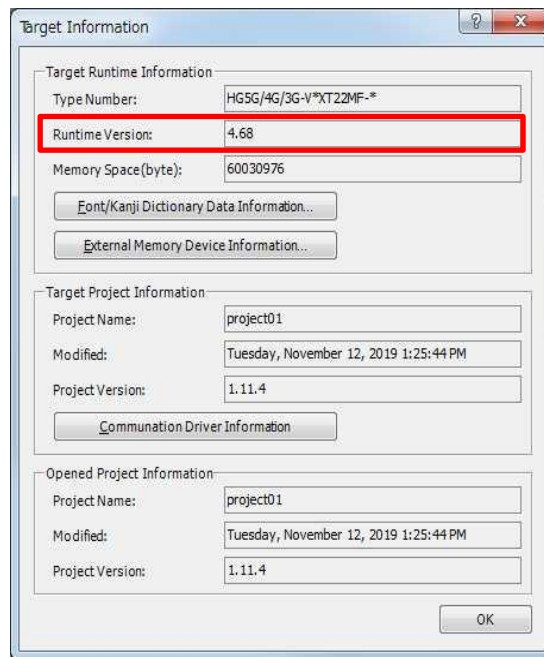 Target Information
Target Runtime Information
Type Number: HG5G/4G/3G-V*XT22MF-*
Runtime Version: 4.68
Memory Space(byte): 60030976
Font/Kanji Dictionary Data Information...
External Memory Device Information...
Target Project Information
Project Name: project01
Modified: Tuesday, November 12, 2019 1:25:44 PM
Project Version: 1.11.4
Communation Driver Information
Opened Project Information
Project Name: project01
Modified: Tuesday, November 12, 2019 1:25:44 PM
Project Version: 1.11.4
OK